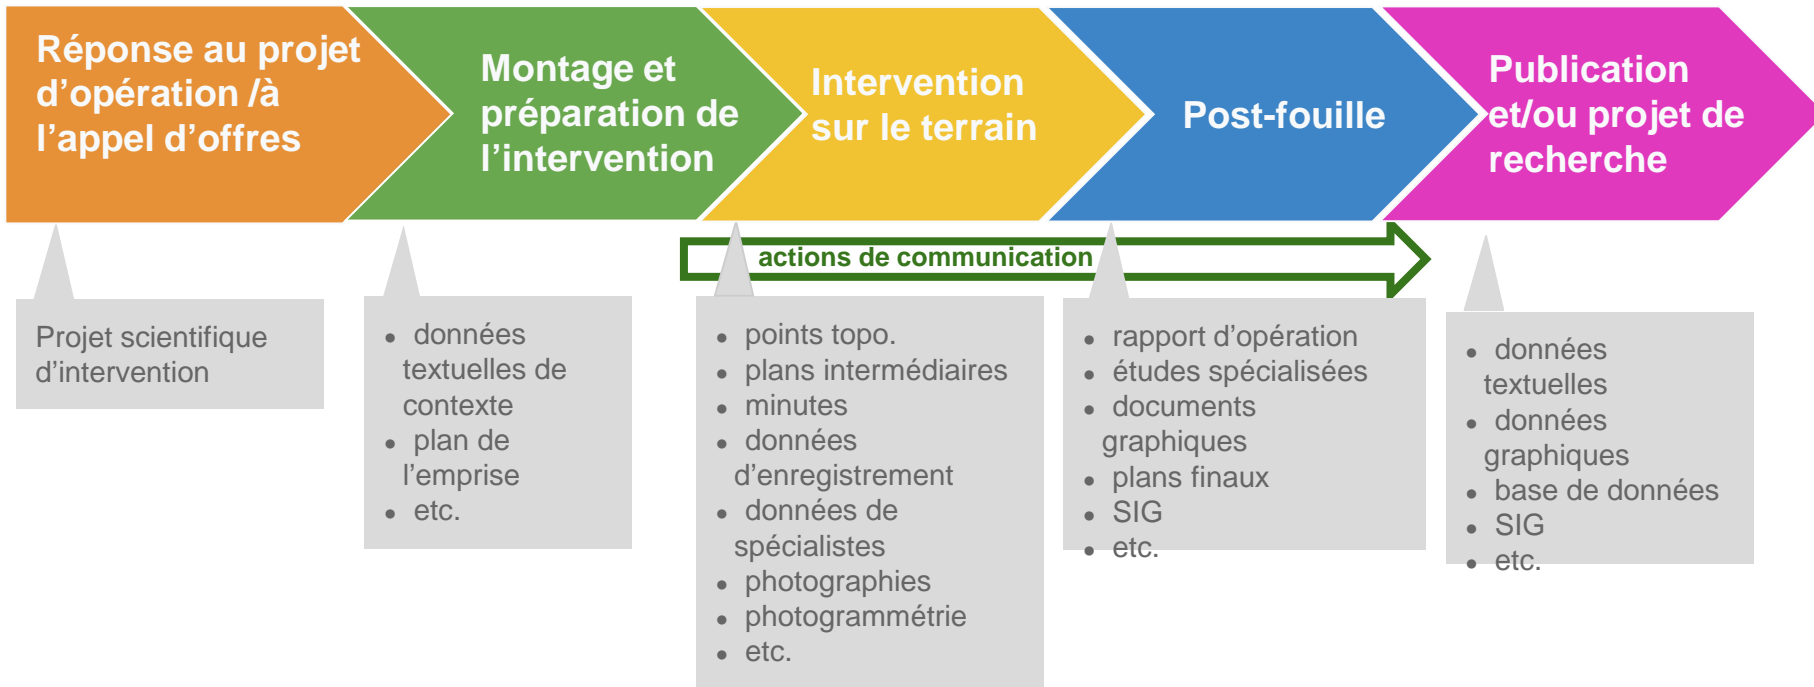 Réponse au projet
d’opération /à
l’appel d’offres
Montage et
préparation de
l’intervention
Intervention
sur le terrain
Post-fouille
Publication
et/ou projet de
recherche
actions de communication
Projet scientifique
d’intervention
• données
textuelles de
contexte
• plan de
l’emprise
• etc.
• points topo.
• plans intermédiaires
• minutes
• données
d’enregistrement
• données de
spécialistes
• photographies
• photogrammétrie
• etc.
• rapport d’opération
• études spécialisées
• documents
graphiques
• plans finaux
• SIG
• etc.
• données
textuelles
• données
graphiques
• base de données
• SIG
• etc.